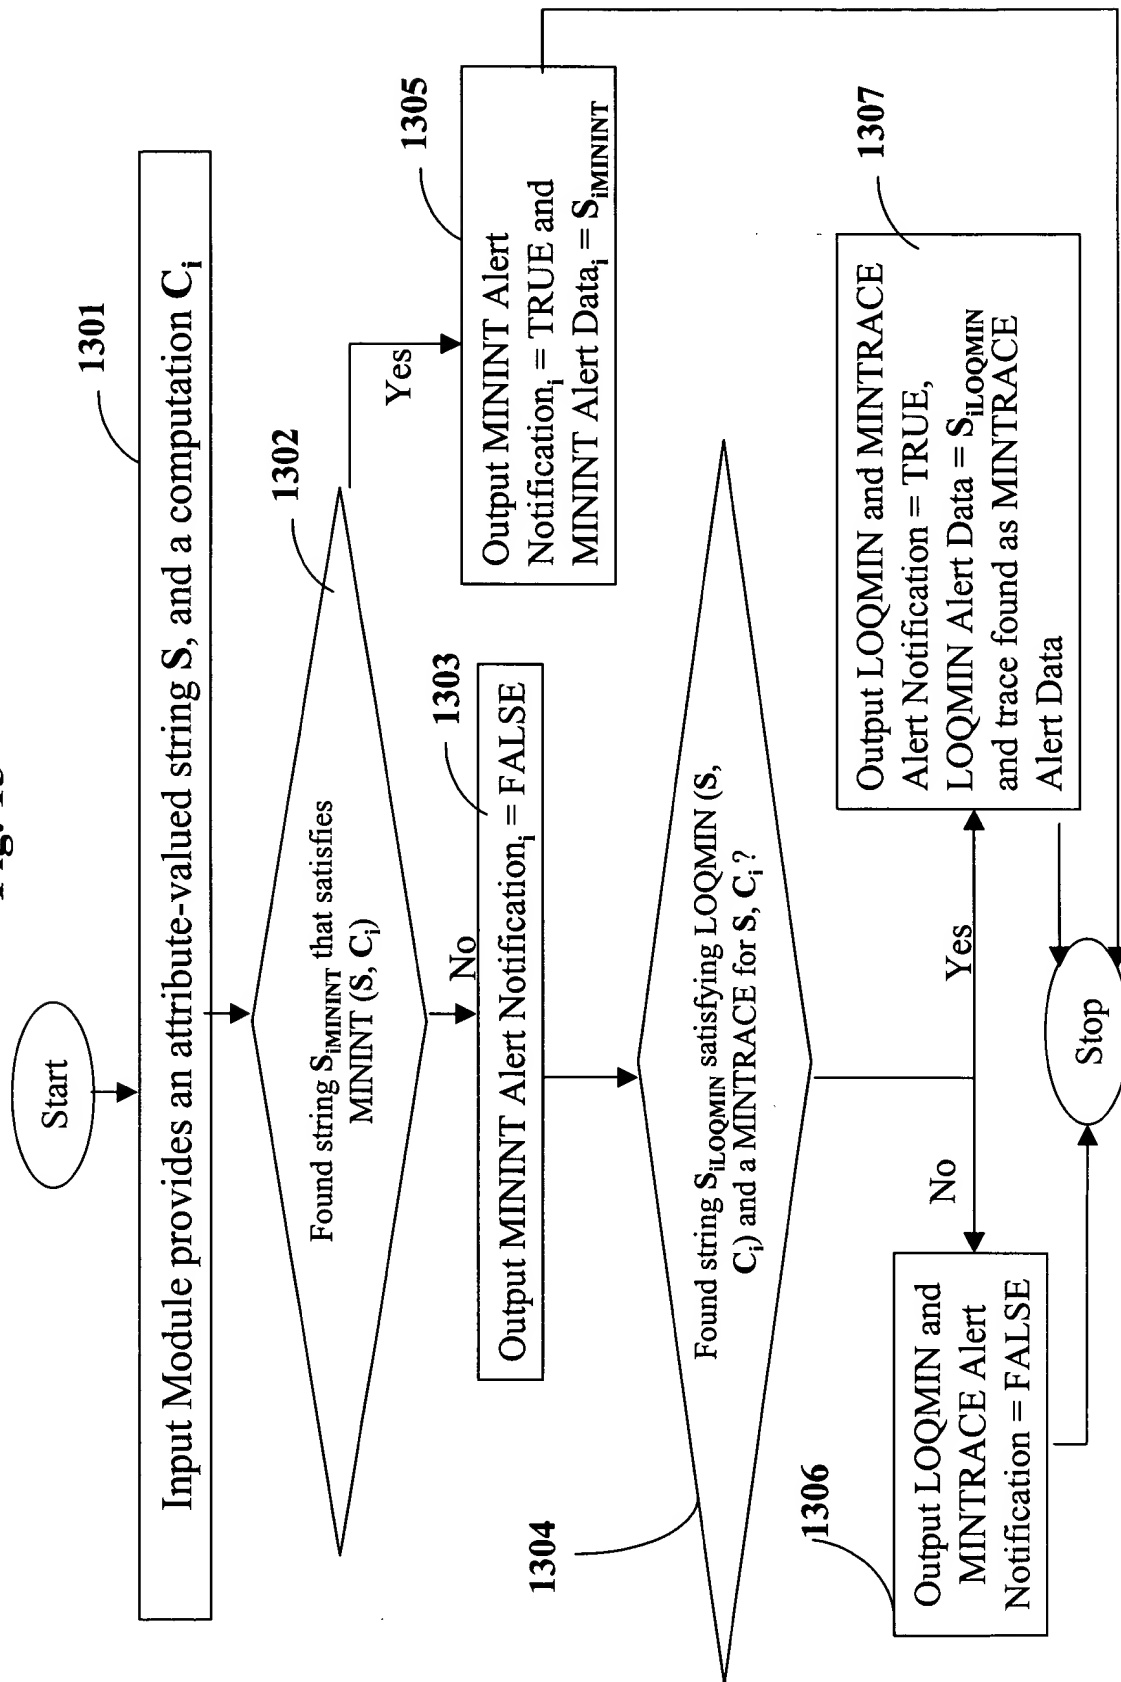 Start
1301
Input Module provides an attribute-valued string S, and a computation Ci
1302
Found string SiMININT that satisfies
MININT (S, Ci)
Yes
1305
Output MININT Alert
Notificationi = TRUE and
MININT Alert Datai = SiMININT
No
1303
Output MININT Alert Notificationi = FALSE
1304
Found string SiLOQMIN satisfying LOQMIN (S,
Ci) and a MINTRACE for S, Ci ?
No
Yes
1306
Output LOQMIN and
MINTRACE Alert
Notification = FALSE
1307
Output LOQMIN and MINTRACE
Alert Notification = TRUE,
LOQMIN Alert Data = SiLOQMIN
and trace found as MINTRACE
Alert Data
Stop